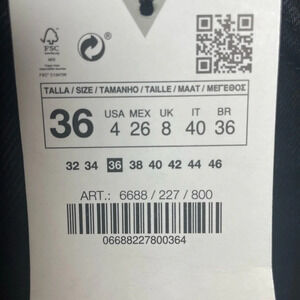 FSC
TALLA / SIZE / TAMANHO / TAILLE / MAAT / ΜΕΓΕΘΟΣ
36
USA MEX UK IT BR
4 26 8 40 36
32 34 36 38 40 42 44 46
ART.: 6688 / 227 / 800
06688227800364